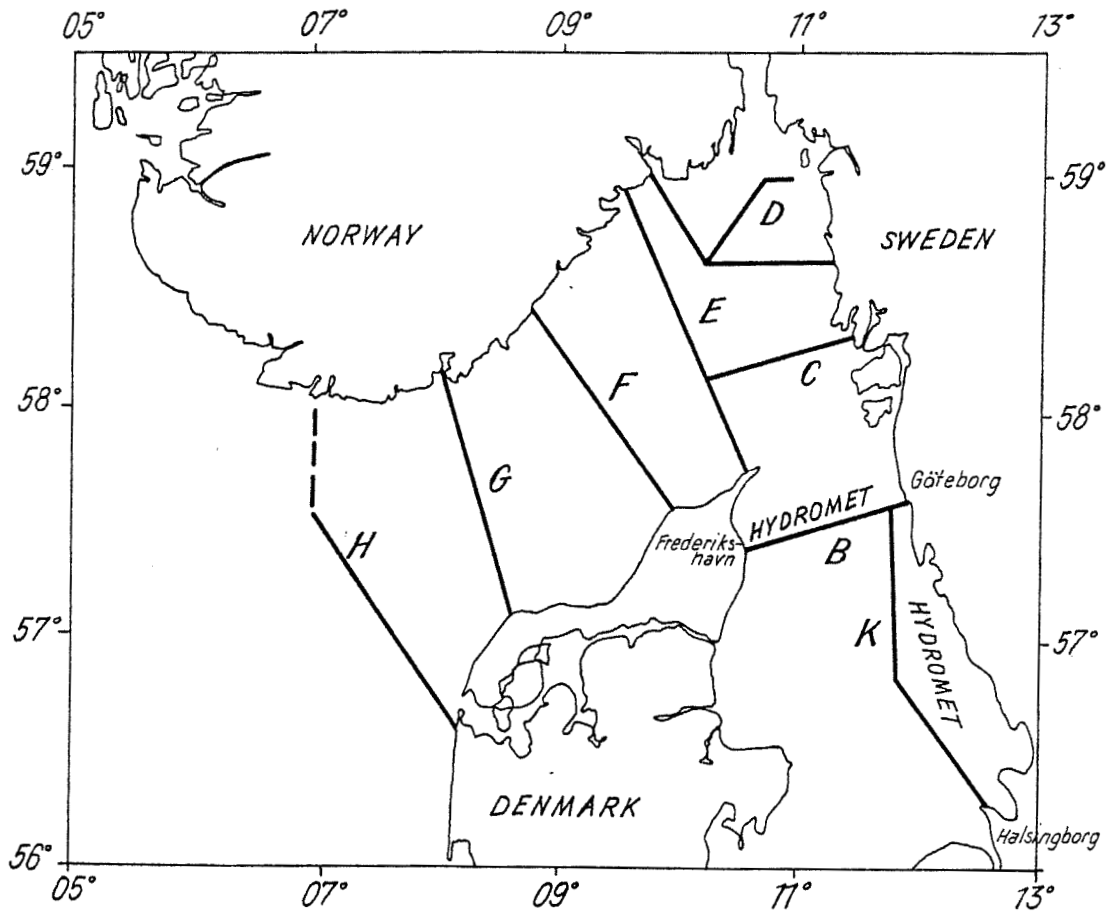 05° 07° 09° 11° 13°
59° 59°
NORWAY
D
SWEDEN
E
C
F
58° 58°
G
Göteborg
HYDROMET
H
Frederiks-
havn
B
HYDROMET
57° K 57°
DENMARK
Halsingborg
56°
05° 07° 09° 11° 13°